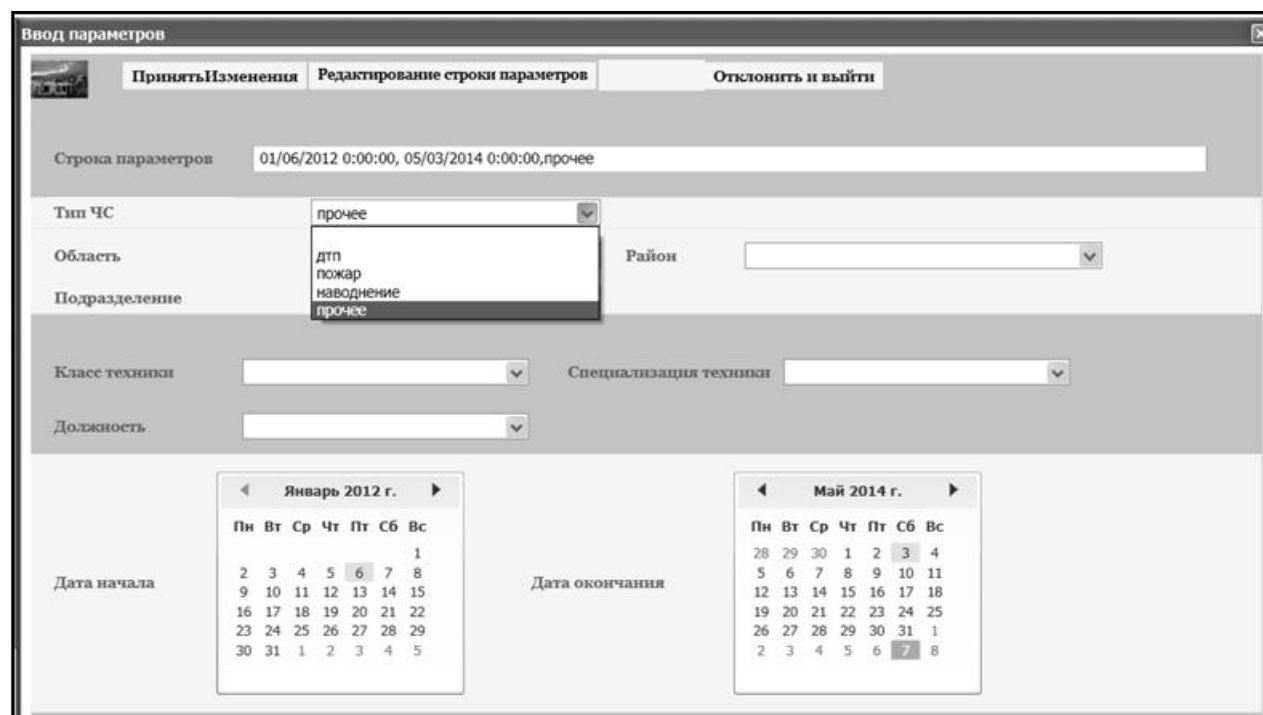 Ввод параметров
ПринятьИзменения Редактирование строки параметров Отклонить и выйти
Строка параметров 01/06/2012 0:00:00, 05/03/2014 0:00:00,прочее
Тип ЧС прочее
дтп
Область Район
пожар
наводнение
Подразделение
прочее
Класс техники Специализация техники
Должность
Январь 2012 г. Май 2014 г.
Пн Вт Ср Чт Пт Сб Вс Пн Вт Ср Чт Пт Сб Вс
1 28 29 30 1 2 3 4
2 3 4 5 6 7 8 5 6 7 8 9 10 11
Дата начала Дата окончания
9 10 11 12 13 14 15 12 13 14 15 16 17 18
16 17 18 19 20 21 22 19 20 21 22 23 24 25
23 24 25 26 27 28 29 26 27 28 29 30 31 1
30 31 1 2 3 4 5 2 3 4 5 6 7 8